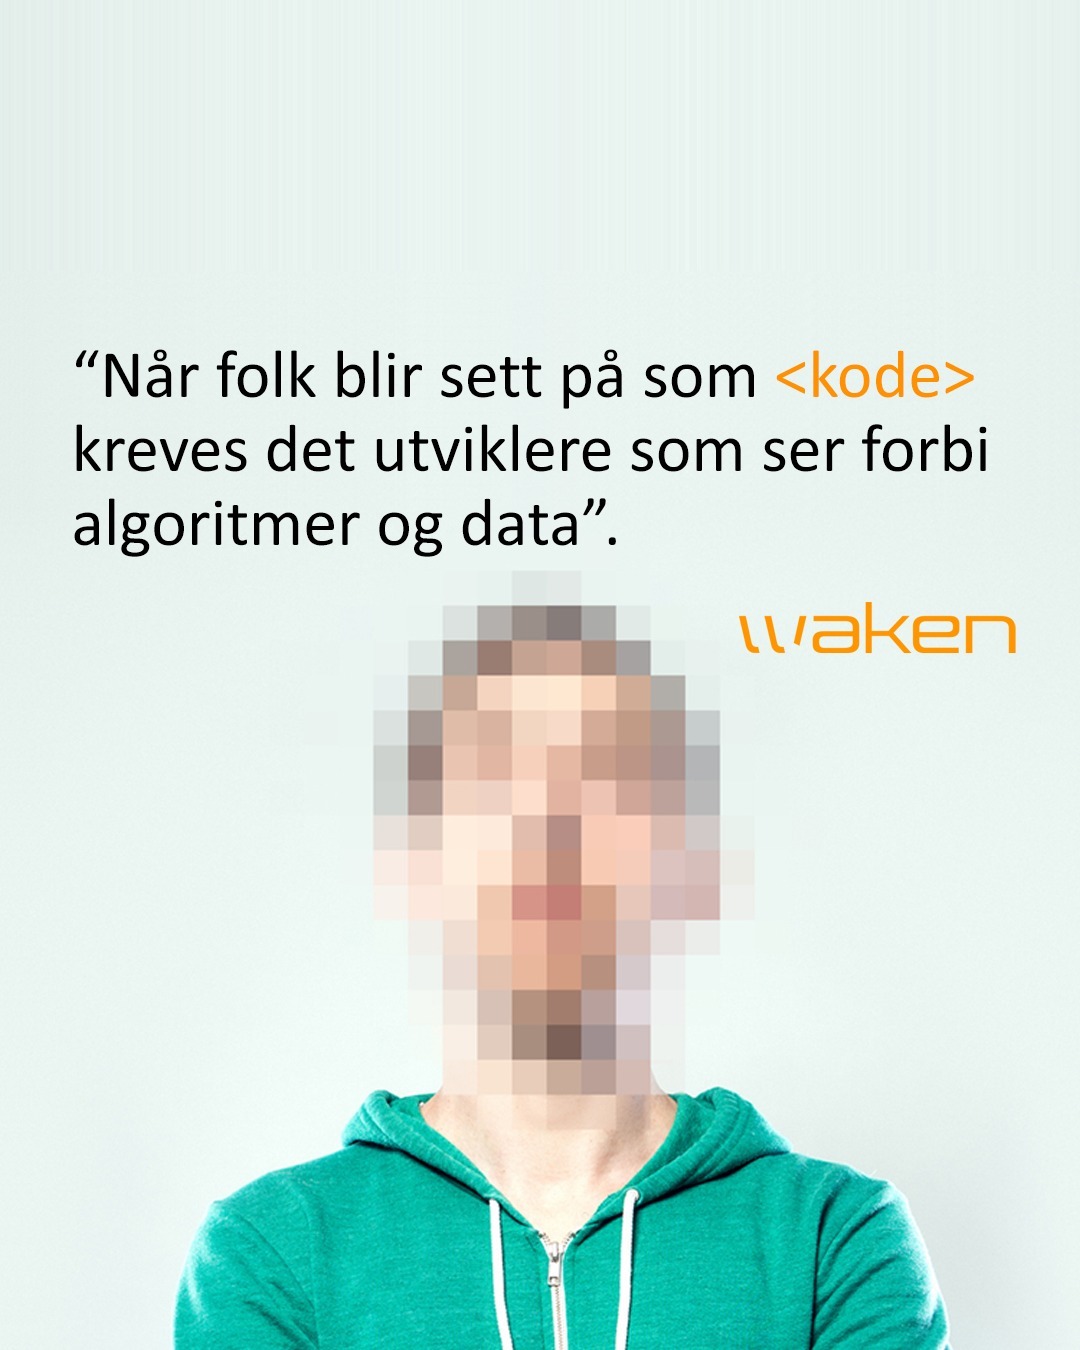 “Når folk blir sett på som <kode>
kreves det utviklere som ser forbi
algoritmer og data”.
waken